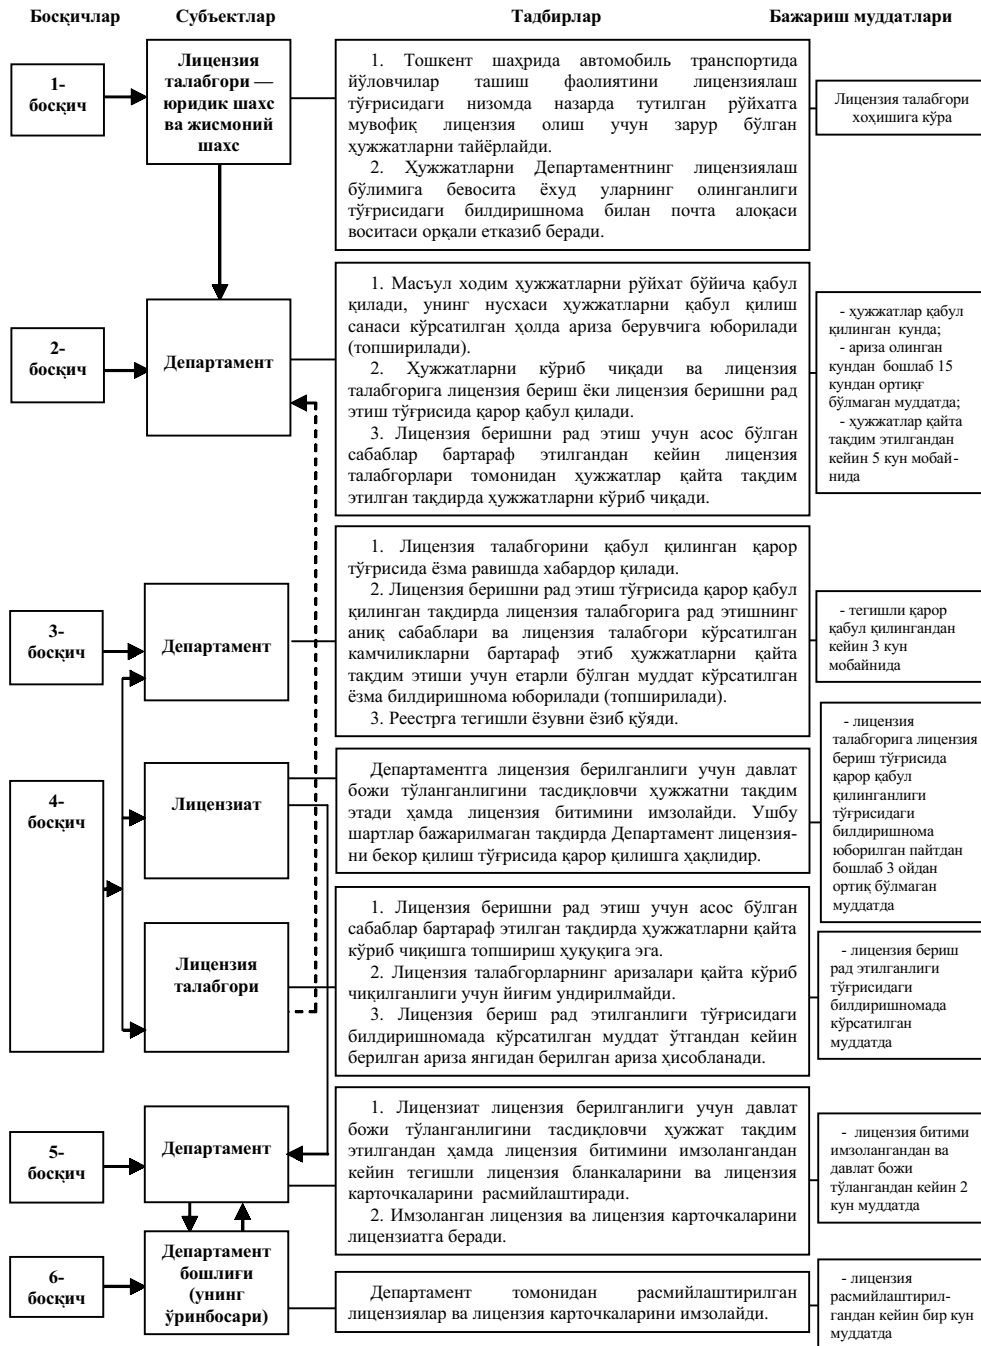 Босқичлар Субъектлар Тадбирлар Бажариш муддатлари
1-
босқич
Лицензия
талабгори —
юридик шахс
ва жисмоний
шахс
1. Тошкент шаҳрида автомобиль транспортида
йўловчилар ташиш фаолиятини лицензиялаш
тўғрисидаги низомда назарда тутилган рўйхатга
мувофиқ лицензия олиш учун зарур бўлган
ҳужжатларни тайёрлайди.
2. Ҳужжатларни Департаментнинг лицензиялаш
бўлимига бевосита ёхуд уларнинг олинганлиги
тўғрисидаги билдиришнома билан почта алоқаси
воситаси орқали етказиб беради.
Лицензия талабгори
хоҳишига кўра
2-
босқич
Департамент
1. Масъул ходим ҳужжатларни рўйхат бўйича қабул
қилади, унинг нусхаси ҳужжатларни қабул қилиш
санаси кўрсатилган ҳолда ариза берувчига юборилади
(топширилади).
2. Ҳужжатларни кўриб чиқади ва лицензия
талабгорига лицензия бериш ёки лицензия беришни рад
этиш тўғрисида қарор қабул қилади.
3. Лицензия беришни рад этиш учун асос бўлган
сабаблар бартараф этилгандан кейин лицензия
талабгорлари томонидан ҳужжатлар қайта тақдим
этилган тақдирда ҳужжатларни кўриб чиқади.
- ҳужжатлар қабул
қилинган кунда;
- ариза олинган
кундан бошлаб 15
кундан ортиқғ
бўлмаган муддатда;
- ҳужжатлар қайта
тақдим этилгандан
кейин 5 кун мобай-
нида
3-
босқич
Департамент
1. Лицензия талабгорини қабул қилинган қарор
тўғрисида ёзма равишда хабардор қилади.
2. Лицензия беришни рад этиш тўғрисида қарор қабул
қилинган тақдирда лицензия талабгорига рад этишнинг
аниқ сабаблари ва лицензия талабгори кўрсатилган
камчиликларни бартараф этиб ҳужжатларни қайта
тақдим этиши учун етарли бўлган муддат кўрсатилган
ёзма билдиришнома юборилади (топширилади).
3. Реестрга тегишли ёзувни ёзиб қўяди.
- тегишли қарор
қабул қилингандан
кейин 3 кун
мобайнида
4-
босқич
Лицензиат
Департаментга лицензия берилганлиги учун давлат
божи тўланганлигини тасдиқловчи ҳужжатни тақдим
этади ҳамда лицензия битимини имзолайди. Ушбу
шартлар бажарилмаган тақдирда Департамент лицензия-
ни бекор қилиш тўғрисида қарор қилишга ҳақлидир.
- лицензия
талабгорига лицензия
бериш тўғрисида
қарор қабул
қилинганлиги
тўғрисидаги
билдиришнома
юборилган пайтдан
бошлаб 3 ойдан
ортиқ бўлмаган
муддатда
Лицензия
талабгори
1. Лицензия беришни рад этиш учун асос бўлган
сабаблар бартараф этилган тақдирда ҳужжатларни қайта
кўриб чиқишга топшириш ҳуқуқига эга.
2. Лицензия талабгорларнинг аризалари қайта кўриб
чиқилганлиги учун йиғим ундирилмайди.
3. Лицензия бериш рад этилганлиги тўғрисидаги
билдиришномада кўрсатилган муддат ўтгандан кейин
берилган ариза янгидан берилган ариза ҳисобланади.
- лицензия бериш
рад этилганлиги
тўғрисидаги
билдиришномада
кўрсатилган
муддатда
5-
босқич
Департамент
1. Лицензиат лицензия берилганлиги учун давлат
божи тўланганлигини тасдиқловчи ҳужжат тақдим
этилгандан ҳамда лицензия битимини имзолангандан
кейин тегишли лицензия бланкаларини ва лицензия
карточкаларини расмийлаштиради.
2. Имзоланган лицензия ва лицензия карточкаларини
лицензиатга беради.
- лицензия битими
имзолангандан ва
давлат божи
тўлангандан кейин 2
кун муддатда
6-
босқич
Департамент
бошлиғи
(унинг
ўринбосари)
Департамент томонидан расмийлаштирилган
лицензиялар ва лицензия карточкаларини имзолайди.
- лицензия
расмийлаштирил-
гандан кейин бир кун
муддатда